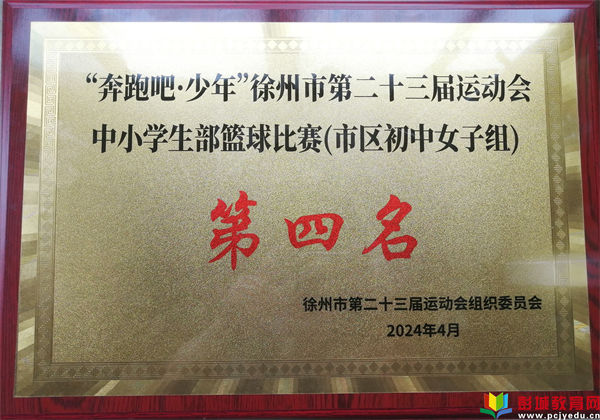 “奔跑吧·少年”徐州市第二十三届运动会
中小学生部篮球比赛(市区初中女子组)
第四名
徐州市第二十三届运动会组织委员会
2024年4月
彭城教育网
www.pcjyedu.cn